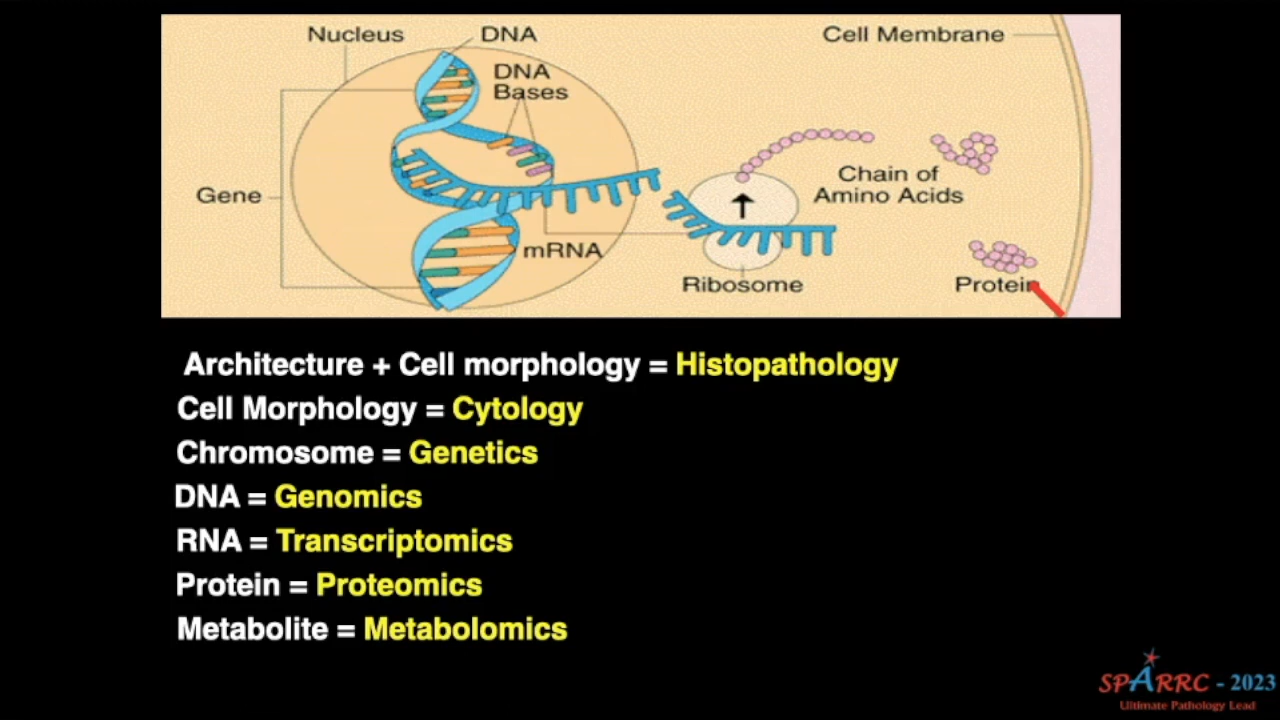 Nucleus
DNA
Cell Membrane
DNA
Bases
Gene
Chain of
Amino Acids
mRNA
Ribosome
Protein
Architecture + Cell morphology = Histopathology
Cell Morphology = Cytology
Chromosome = Genetics
DNA = Genomics
RNA = Transcriptomics
Protein = Proteomics
Metabolite = Metabolomics
SPARRC - 2023
Ultimate Pathology Lead